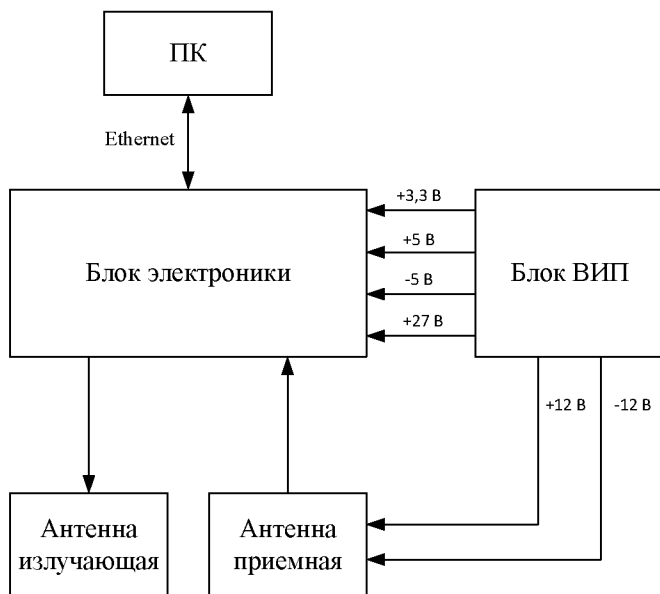 ПК
Ethernet
+3,3 В
+5 В
Блок электроники
Блок ВИП
-5 В
+27 В
+12 В
-12 В
Антенна
излучающая
Антенна
приемная